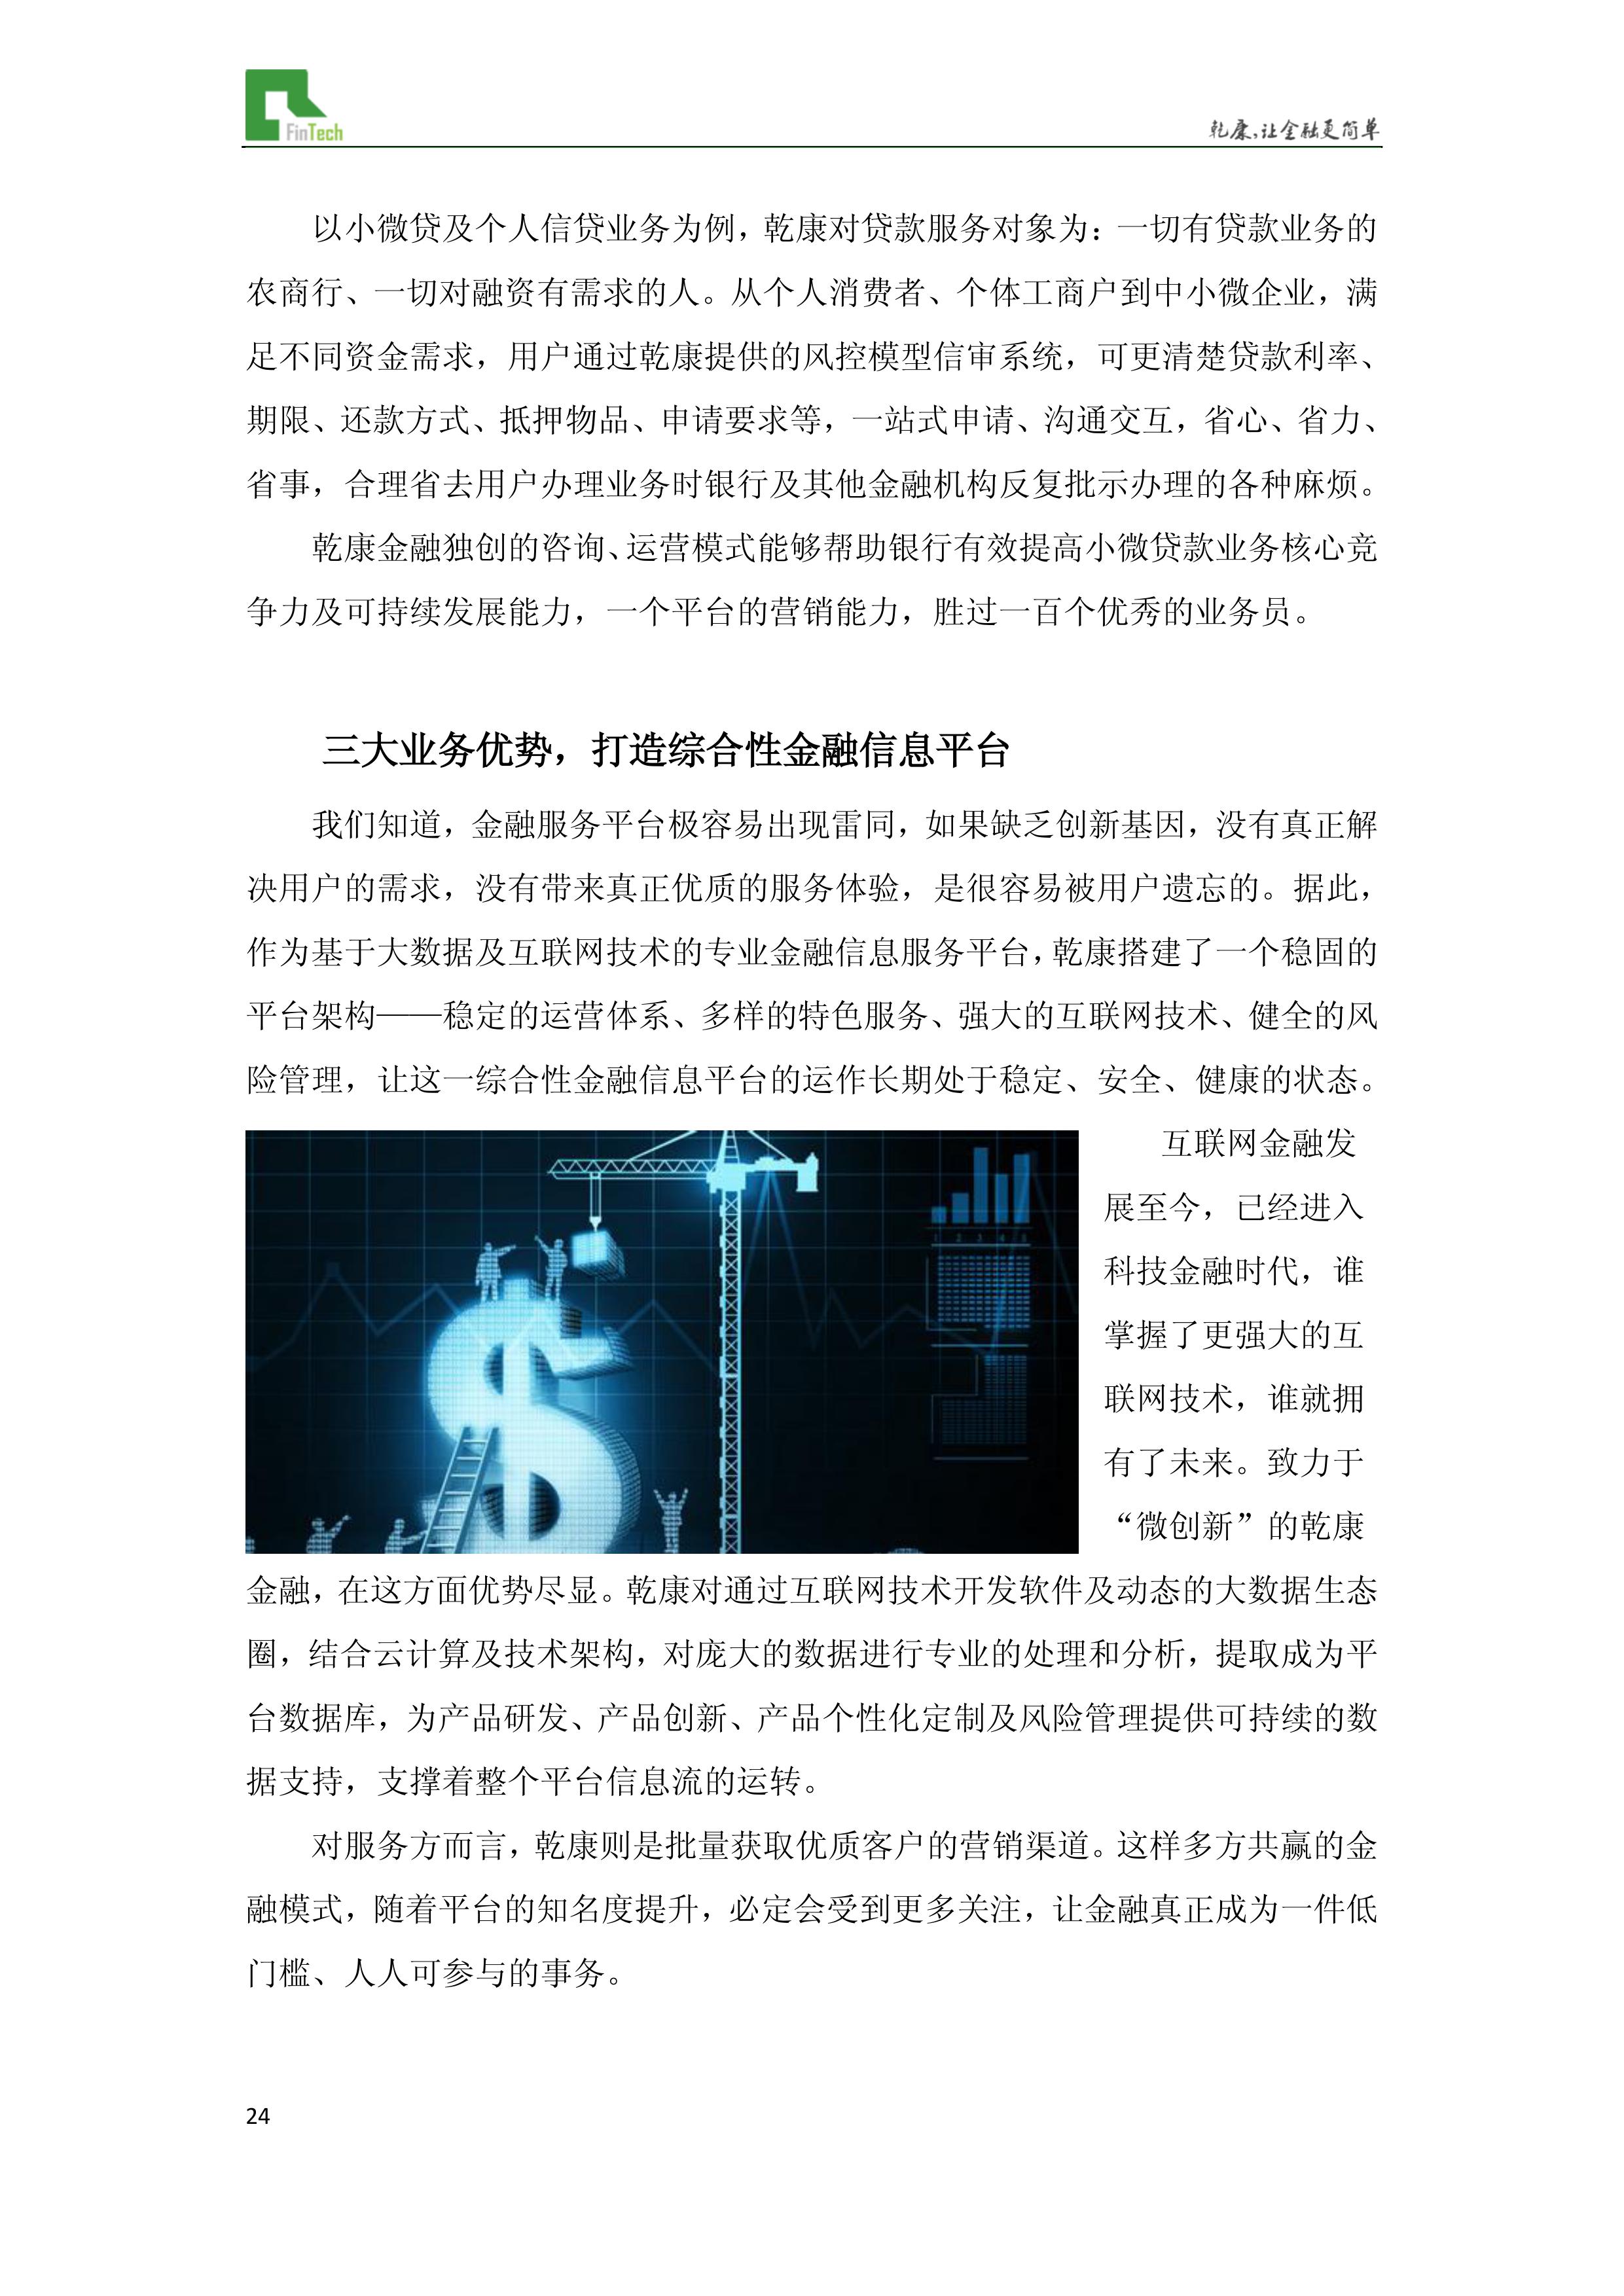 FinTech
乾康,让金融更简单
以小微贷及个人信贷业务为例，乾康对贷款服务对象为：一切有贷款业务的
农商行、一切对融资有需求的人。从个人消费者、个体工商户到中小微企业，满
足不同资金需求，用户通过乾康提供的风控模型信审系统，可更清楚贷款利率、
期限、还款方式、抵押物品、申请要求等，一站式申请、沟通交互，省心、省力、
省事，合理省去用户办理业务时银行及其他金融机构反复批示办理的各种麻烦。
乾康金融独创的咨询、运营模式能够帮助银行有效提高小微贷款业务核心竞
争力及可持续发展能力，一个平台的营销能力，胜过一百个优秀的业务员。
三大业务优势，打造综合性金融信息平台
我们知道，金融服务平台极容易出现雷同，如果缺乏创新基因，没有真正解
决用户的需求，没有带来真正优质的服务体验，是很容易被用户遗忘的。据此，
作为基于大数据及互联网技术的专业金融信息服务平台，乾康搭建了一个稳固的
平台架构——稳定的运营体系、多样的特色服务、强大的互联网技术、健全的风
险管理，让这一综合性金融信息平台的运作长期处于稳定、安全、健康的状态。
互联网金融发
展至今，已经进入
科技金融时代，谁
掌握了更强大的互
联网技术，谁就拥
有了未来。致力于
“微创新”的乾康
1 2 3 4 5
金融，在这方面优势尽显。乾康对通过互联网技术开发软件及动态的大数据生态
圈，结合云计算及技术架构，对庞大的数据进行专业的处理和分析，提取成为平
台数据库，为产品研发、产品创新、产品个性化定制及风险管理提供可持续的数
据支持，支撑着整个平台信息流的运转。
对服务方而言，乾康则是批量获取优质客户的营销渠道。这样多方共赢的金
融模式，随着平台的知名度提升，必定会受到更多关注，让金融真正成为一件低
门槛、人人可参与的事务。
24